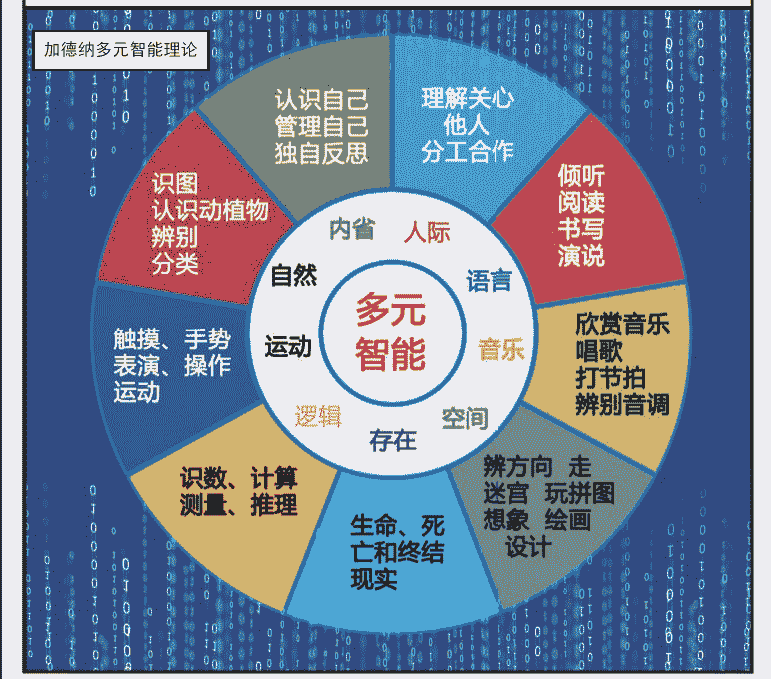 加德纳多元智能理论
认识自己
管理自己
独自反思
理解关心
他人
分工合作
倾听
阅读
书写
演说
欣赏音乐
唱歌
打节拍
辨别音调
辨方向 走
迷宫 玩拼图
想象 绘画
设计
生命、死
亡和终结
现实
识数、计算
测量、推理
触摸、手势
表演、操作
运动
识图
认识动植物
辨别
分类
内省
人际
语言
音乐
空间
存在
逻辑
运动
自然
多元
智能